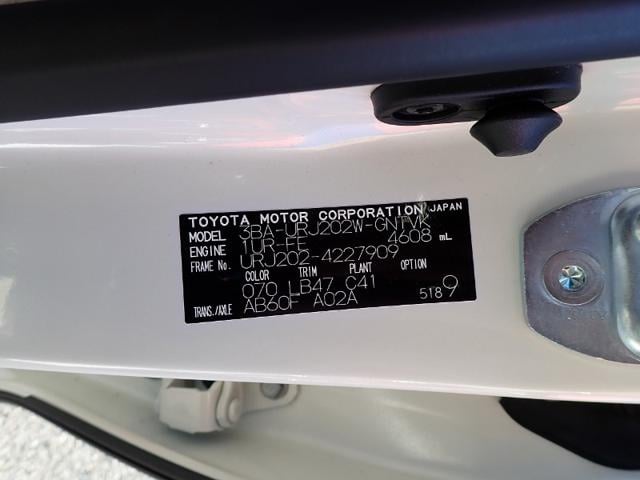 TOYOTA MOTOR CORPORATION JAPAN
MODEL 3BA-URJ202W-GNTVK
ENGINE 1UR-FE 4608 mL
FRAME No. URJ202-4227909
COLOR TRIM PLANT OPTION
070 LB47 C41
TRANS./AXLE AB60F A02A 5189